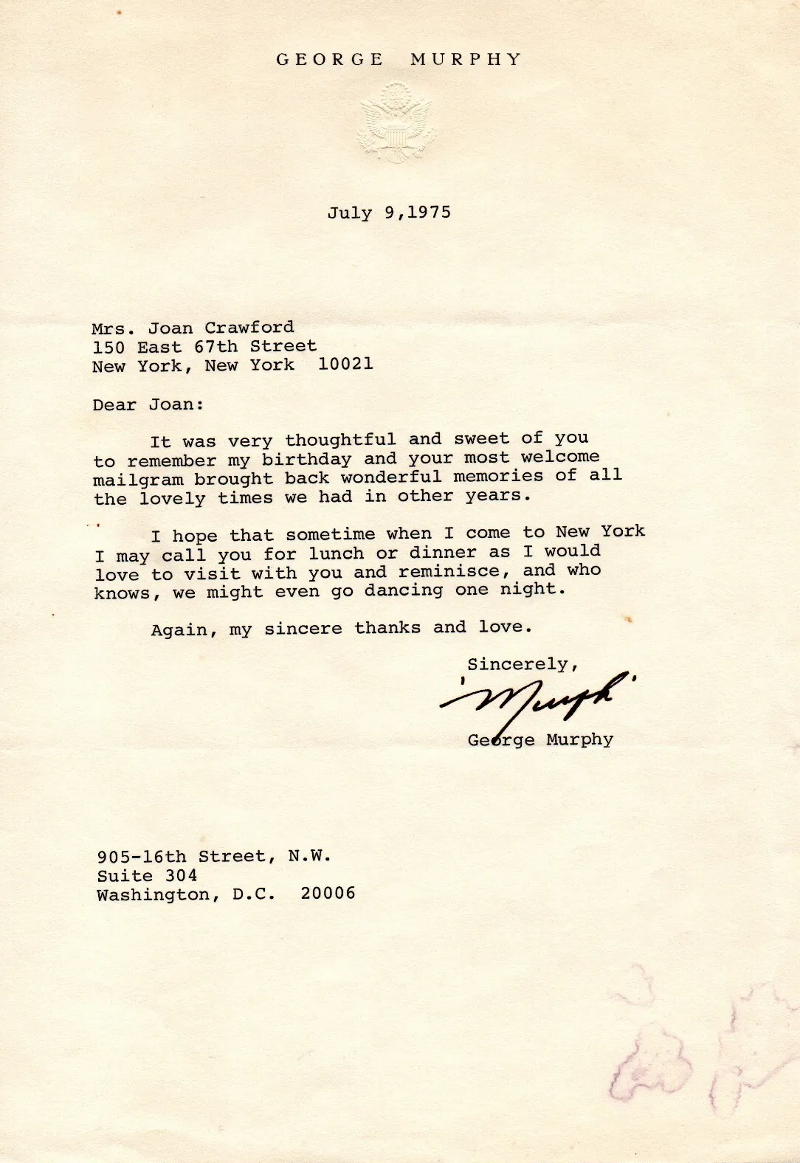 GEORGE MURPHY
July 9,1975
Mrs. Joan Crawford
150 East 67th Street
New York, New York  10021
Dear Joan:
It was very thoughtful and sweet of you
to remember my birthday and your most welcome
mailgram brought back wonderful memories of all
the lovely times we had in other years.
I hope that sometime when I come to New York
I may call you for lunch or dinner as I would
love to visit with you and reminisce, and who
knows, we might even go dancing one night.
Again, my sincere thanks and love.
Sincerely,
'Murph'
George Murphy
905-16th Street, N.W.
Suite 304
Washington, D.C.  20006